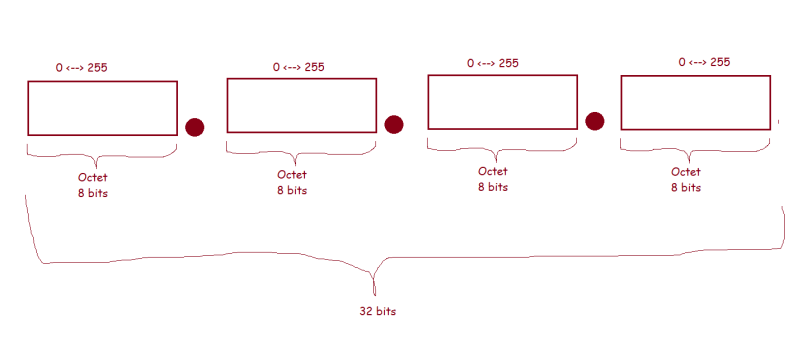 0 <--> 255
0 <--> 255
0 <--> 255
0 <--> 255
Octet
8 bits
Octet
8 bits
Octet
8 bits
Octet
8 bits
32 bits